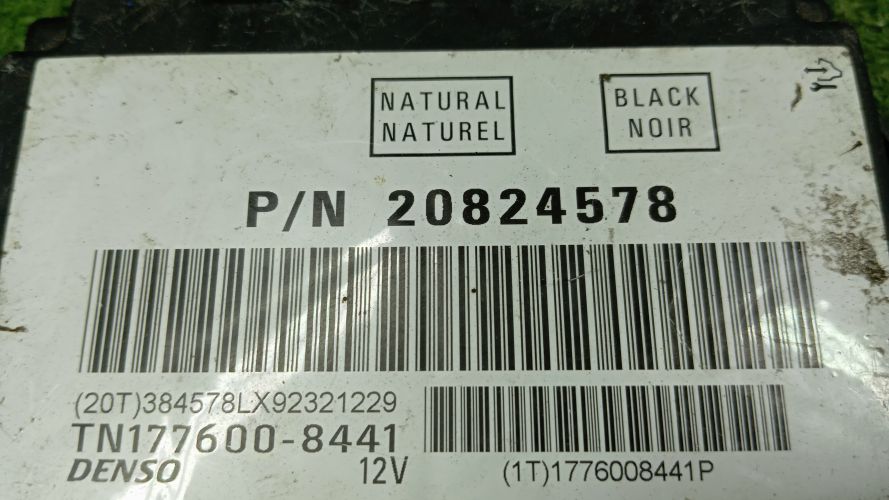 NATURAL
NATUREL
BLACK
NOIR
P/N 20824578
(20T)384578LX92321229
TN177600-8441
DENSO 12V
(1T)1776008441P